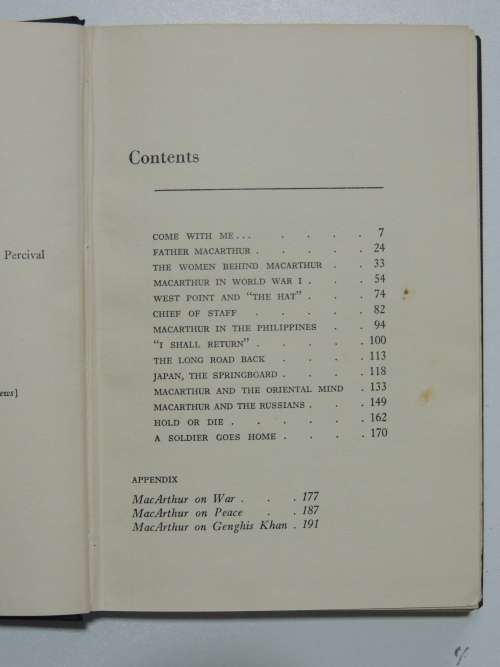 Percival
ews]
Contents
COME WITH ME... . . . . 7
FATHER MACARTHUR . . . . . 24
THE WOMEN BEHIND MACARTHUR . . 33
MACARTHUR IN WORLD WAR I . . . 54
WEST POINT AND "THE HAT" . . . 74
CHIEF OF STAFF . . . . . 82
MACARTHUR IN THE PHILIPPINES . . 94
"I SHALL RETURN" . . . . . 100
THE LONG ROAD BACK . . . . 113
JAPAN, THE SPRINGBOARD . . . . 118
MACARTHUR AND THE ORIENTAL MIND . 133
MACARTHUR AND THE RUSSIANS . . . 149
HOLD OR DIE . . . . . . 162
A SOLDIER GOES HOME . . . . 170
APPENDIX
MacArthur on War . . . 177
MacArthur on Peace . . . 187
MacArthur on Genghis Khan . 191